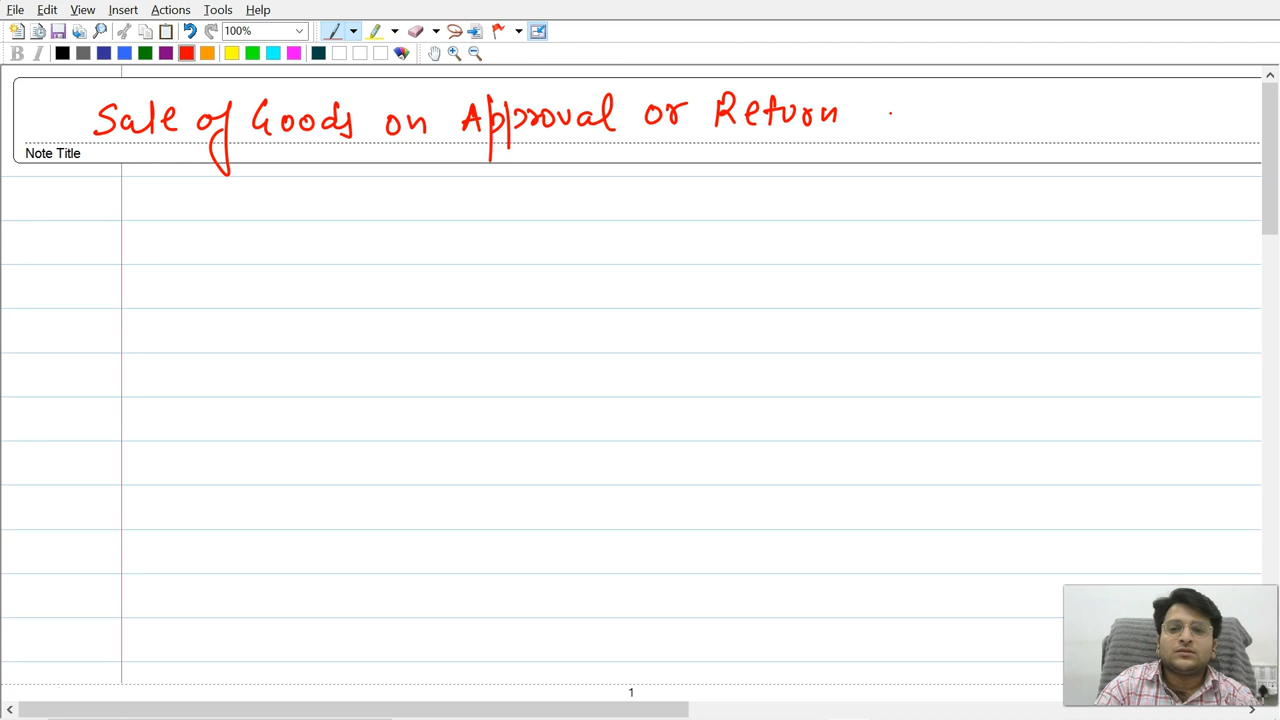 File Edit View Insert Actions Tools Help
100%
B I
Sale of Goods on Approval or Return
Note Title
1